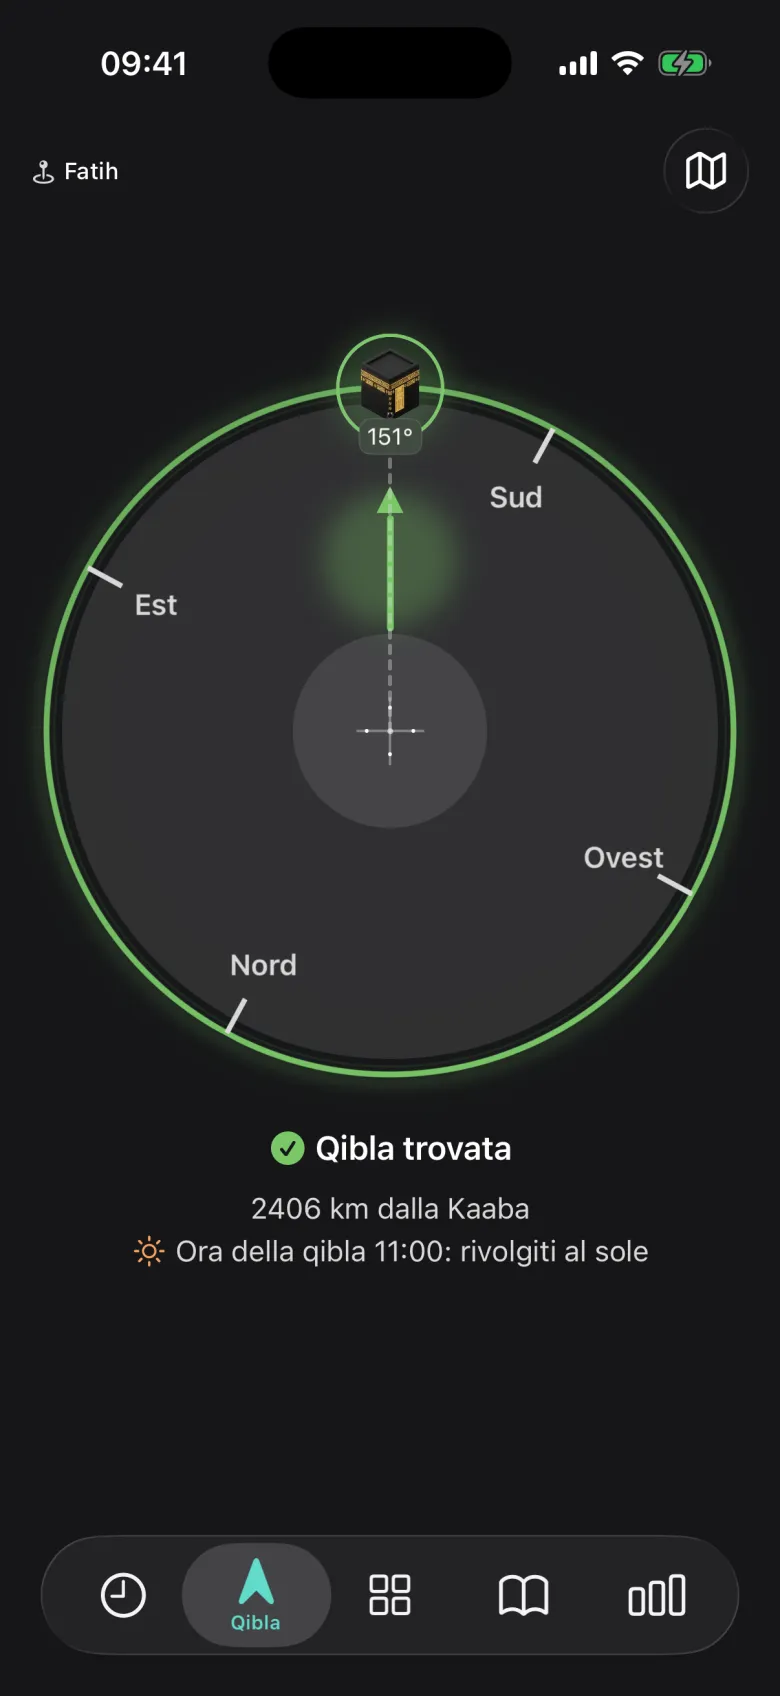 09:41
Fatih
151°
Sud
Est
Ovest
Nord
Qibla trovata
2406 km dalla Kaaba
Ora della qibla 11:00: rivolgiti al sole
Qibla